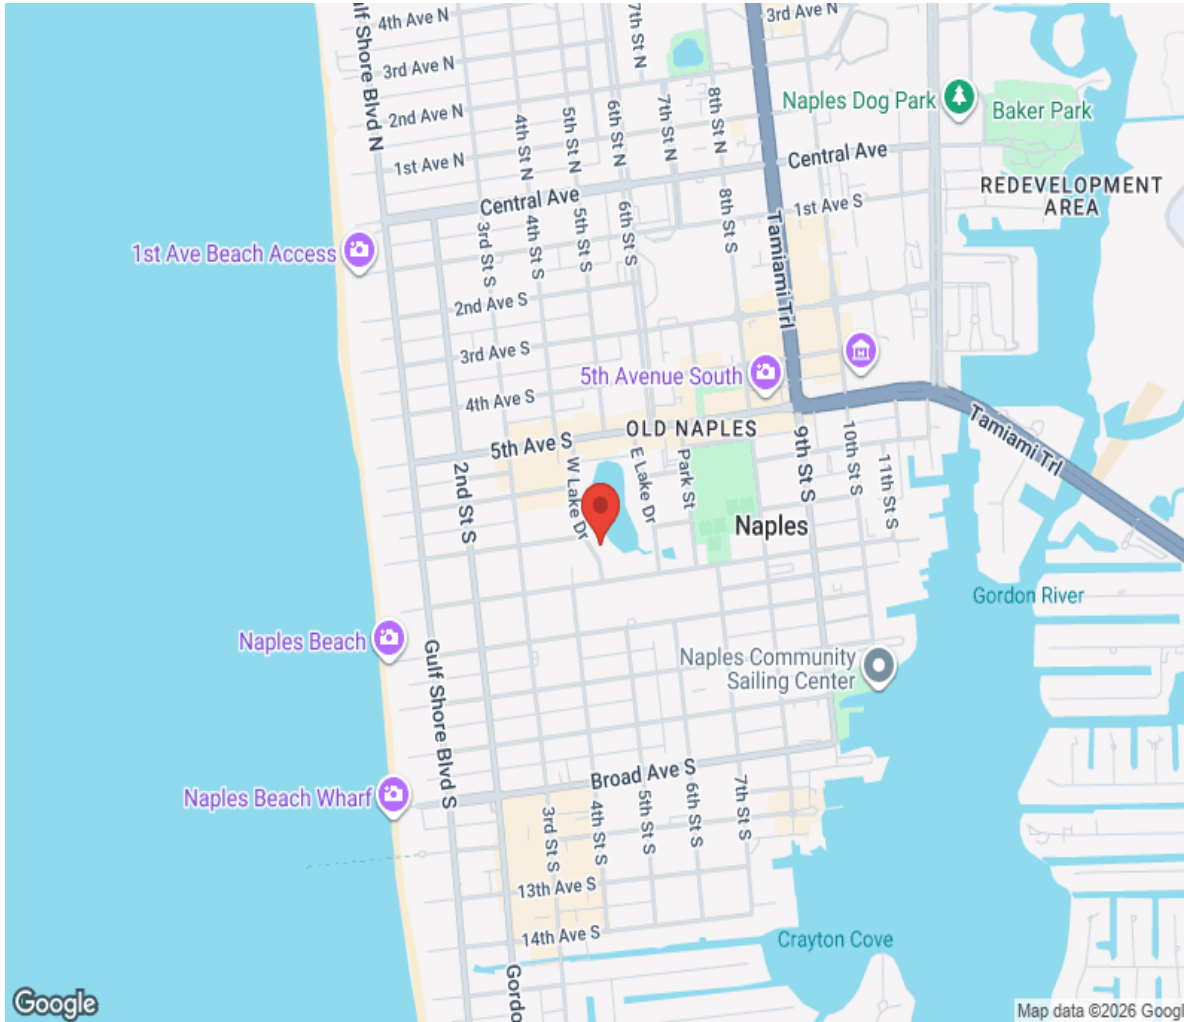 Gulf Shore Blvd N
4th Ave N
7th St N
3rd Ave N
3rd Ave N
2nd Ave N
1st Ave N
4th St N
5th St N
6th St N
7th St N
8th St N
Naples Dog Park
Baker Park
Central Ave
REDEVELOPMENT
AREA
Central Ave
1st Ave S
1st Ave Beach Access
3rd St S
4th St S
5th St S
6th St S
8th St S
Tamiami Trl
2nd Ave S
3rd Ave S
5th Avenue South
4th Ave S
OLD NAPLES
5th Ave S
Tamiami Trl
2nd St S
W Lake Dr
E Lake Dr
Park St
9th St S
10th St S
11th St S
Naples
Gordon River
Naples Beach
Gulf Shore Blvd S
Naples Community
Sailing Center
Broad Ave S
Naples Beach Wharf
3rd St S
4th St S
5th St S
6th St S
7th St S
13th Ave S
14th Ave S
Crayton Cove
Gordo
Google
Map data ©2026 Googl